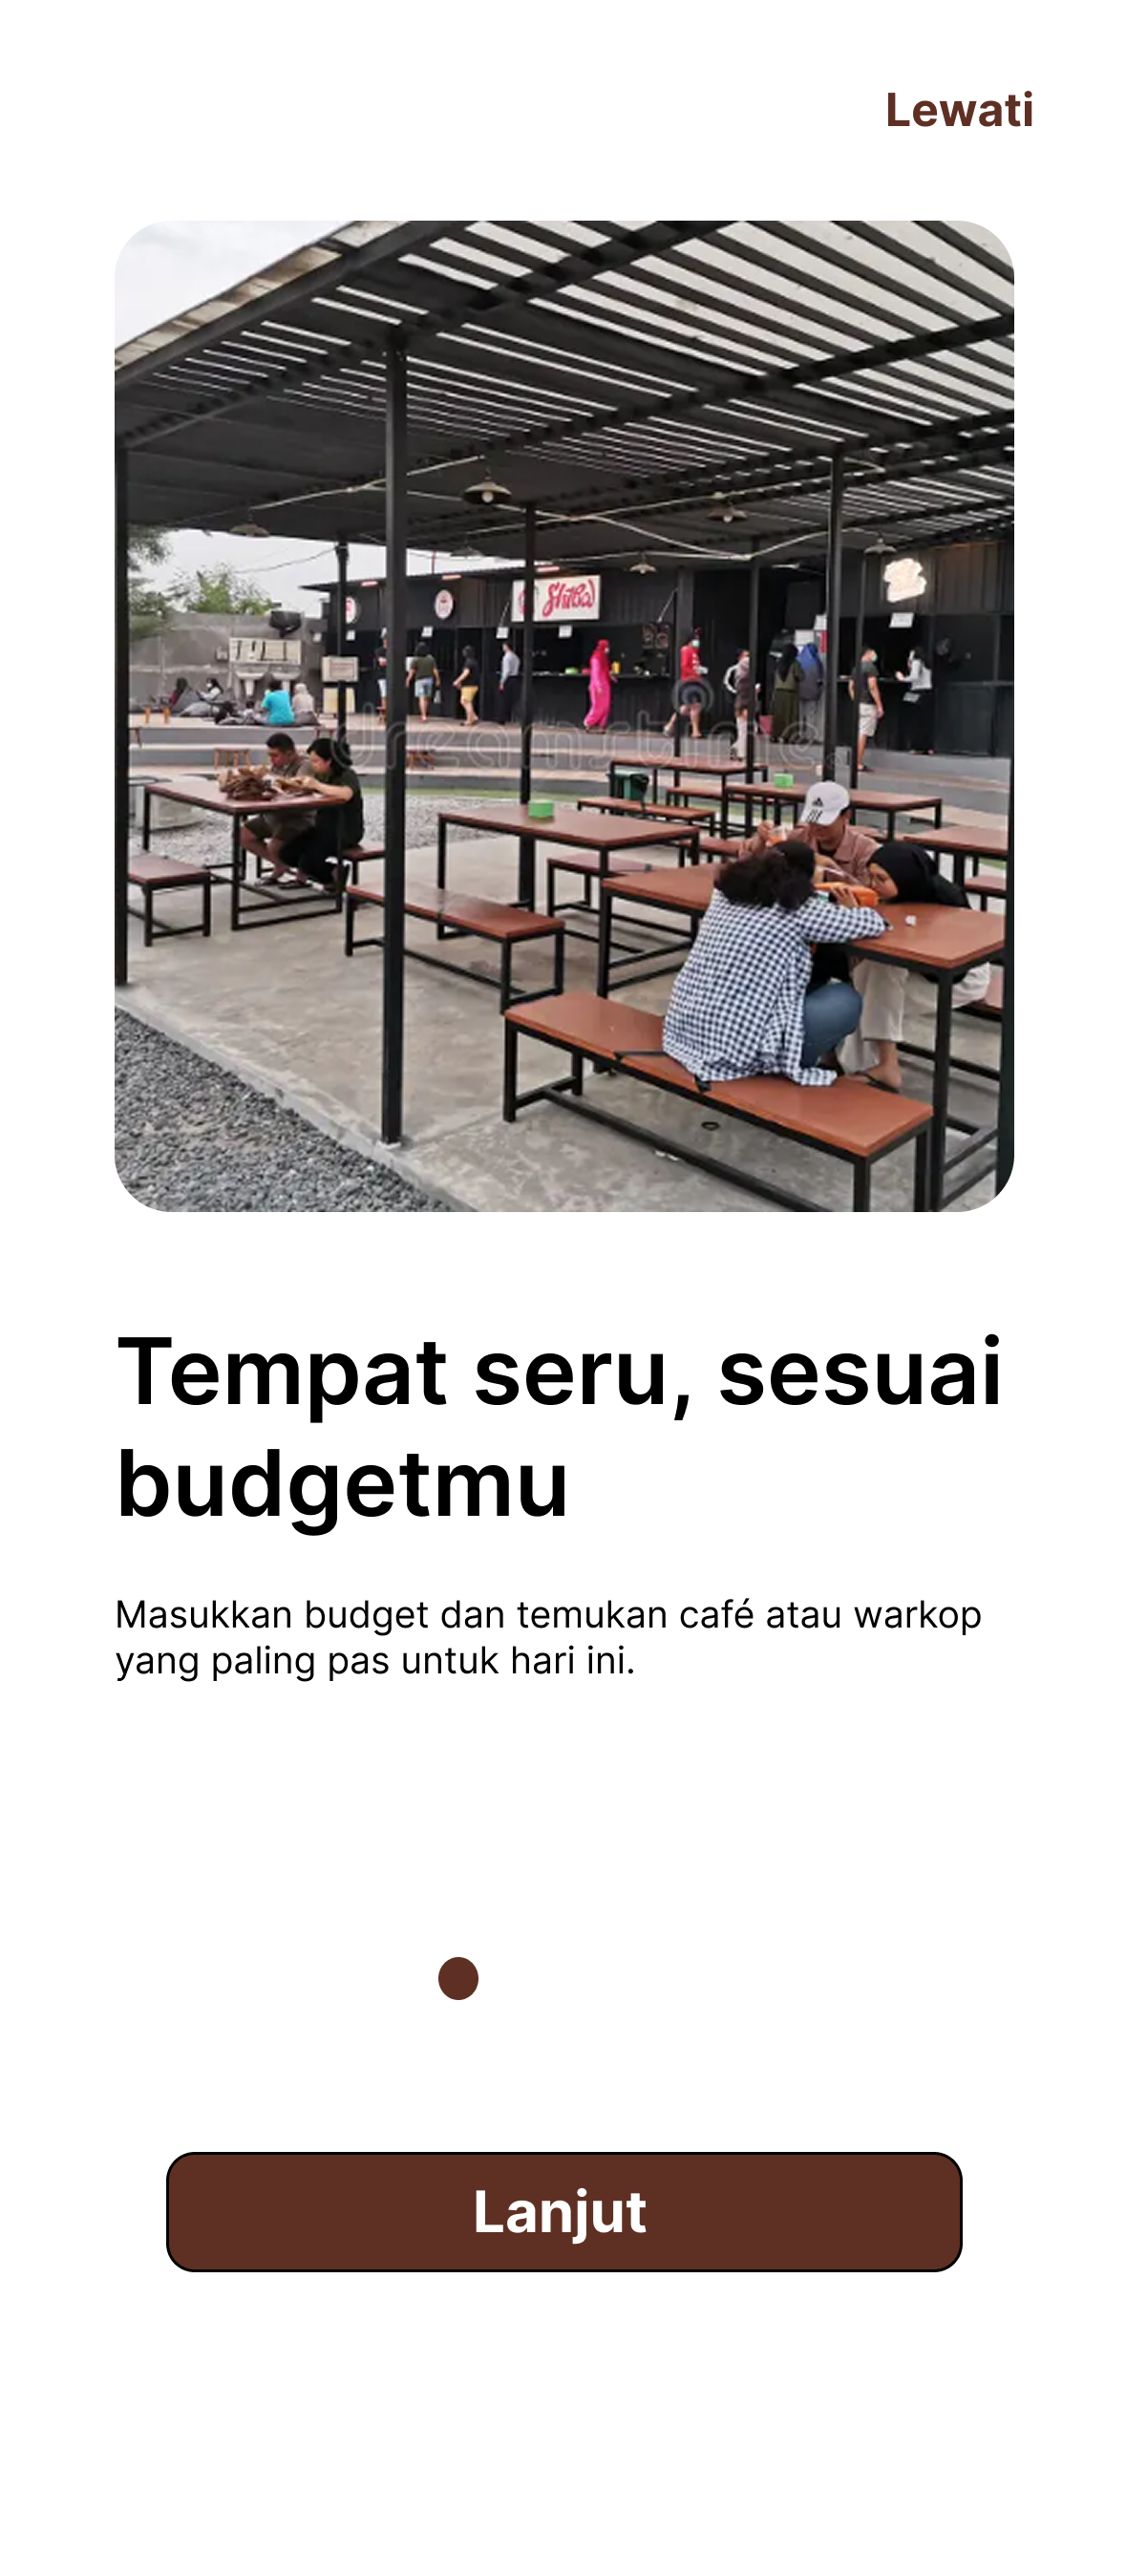 Lewati
dreamstime
Tempat seru, sesuai
budgetmu
Masukkan budget dan temukan café atau warkop
yang paling pas untuk hari ini.
Lanjut